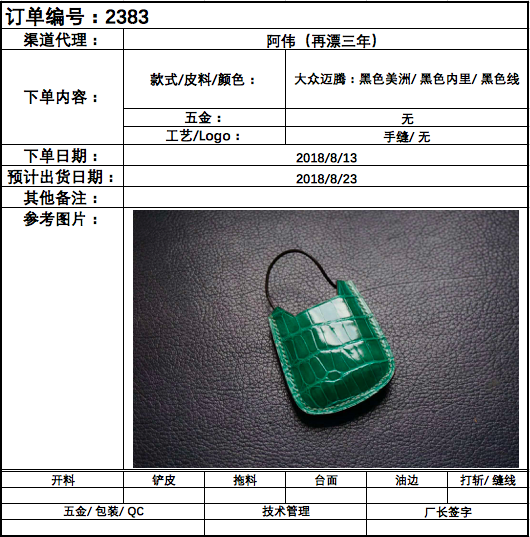 订单编号：2383
渠道代理：
阿伟（再漂三年）
下单内容：
款式/皮料/颜色：
大众迈腾：黑色美洲/ 黑色内里/ 黑色线
五金：
无
工艺/Logo：
手缝/ 无
下单日期：
2018/8/13
预计出货日期：
2018/8/23
其他备注：
参考图片：
开料
铲皮
拖料
台面
油边
打斩/ 缝线
五金/ 包装/ QC
技术管理
厂长签字